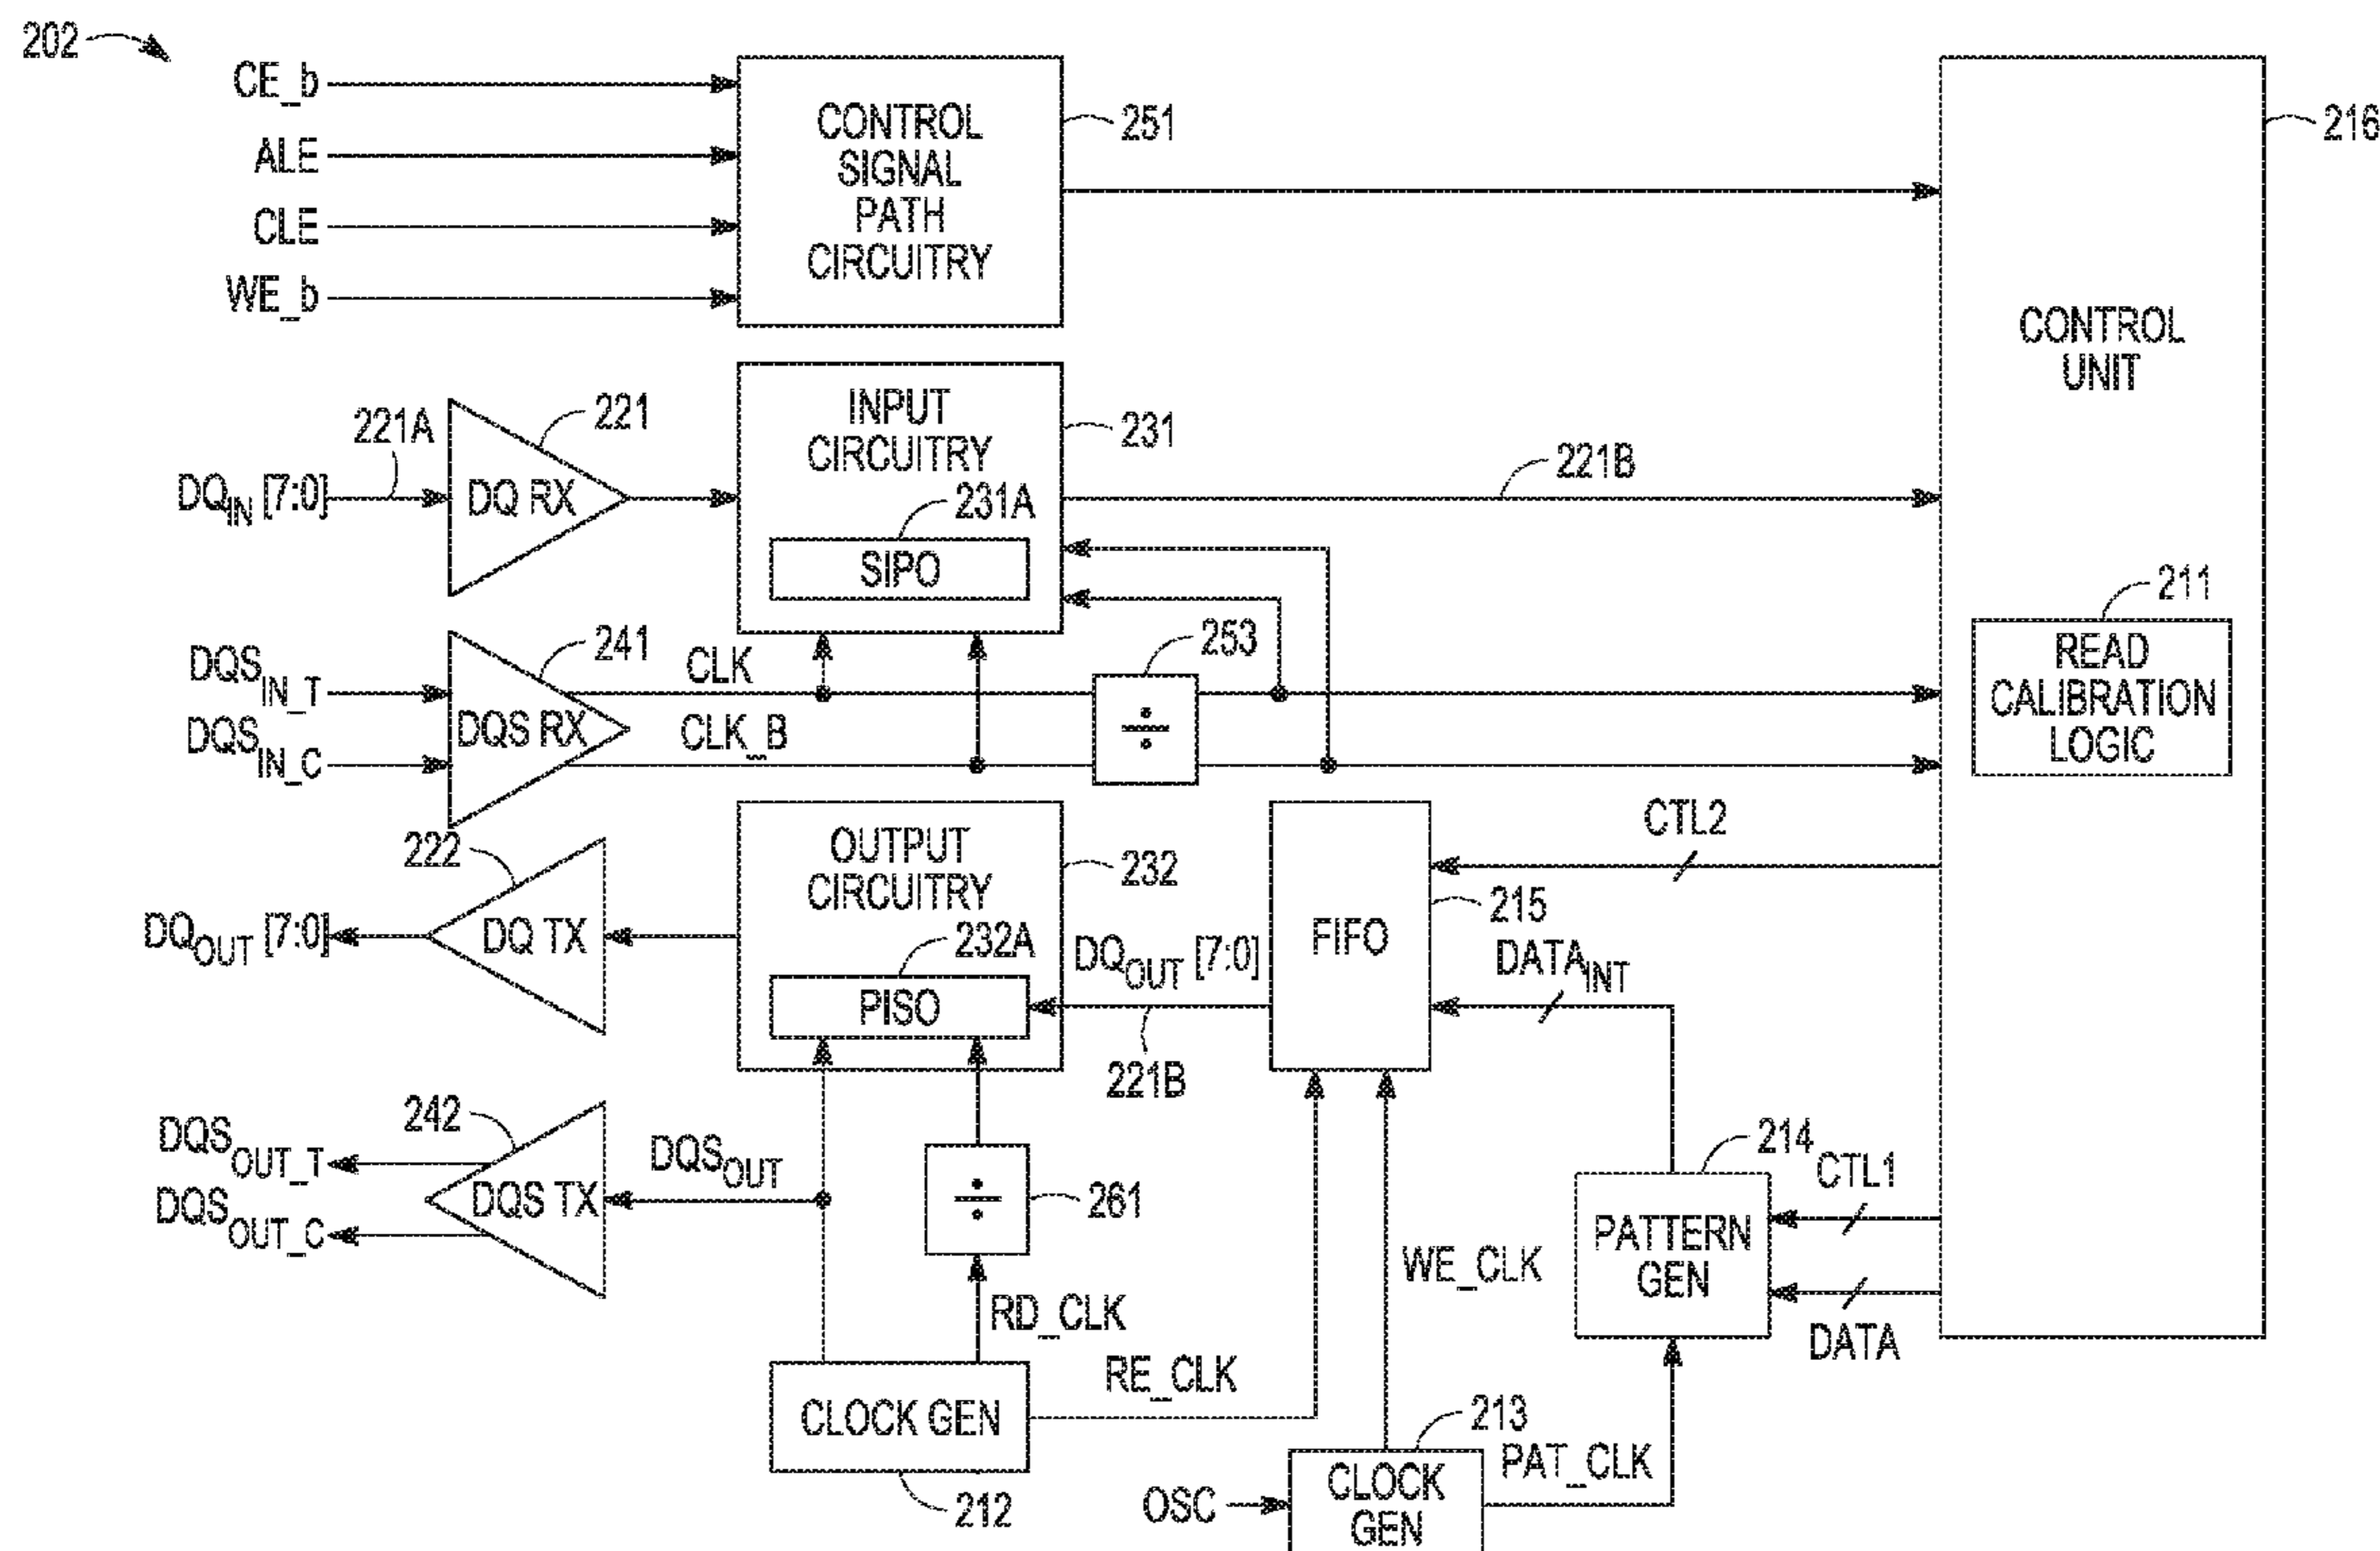 202
CE_b
ALE
CLE
WE_b
CONTROL
SIGNAL
PATH
CIRCUITRY
251
216
CONTROL
UNIT
221A
221
DQIN [7:0]
DQ RX
INPUT
CIRCUITRY
231
231A
SIPO
221B
211
READ
CALIBRATION
LOGIC
DQSIN_T
DQSIN_C
241
DQS RX
CLK
CLK_B
253
÷
222
DQOUT [7:0]
DQ TX
OUTPUT
CIRCUITRY
232
232A
PISO
DQOUT [7:0]
221B
FIFO
215
CTL2
DATAINT
242
DQSOUT_T
DQSOUT_C
DQS TX
DQSOUT
÷
261
RD_CLK
RE_CLK
WE_CLK
214
PATTERN
GEN
CTL1
DATA
CLOCK GEN
212
OSC
213
CLOCK
GEN
PAT_CLK